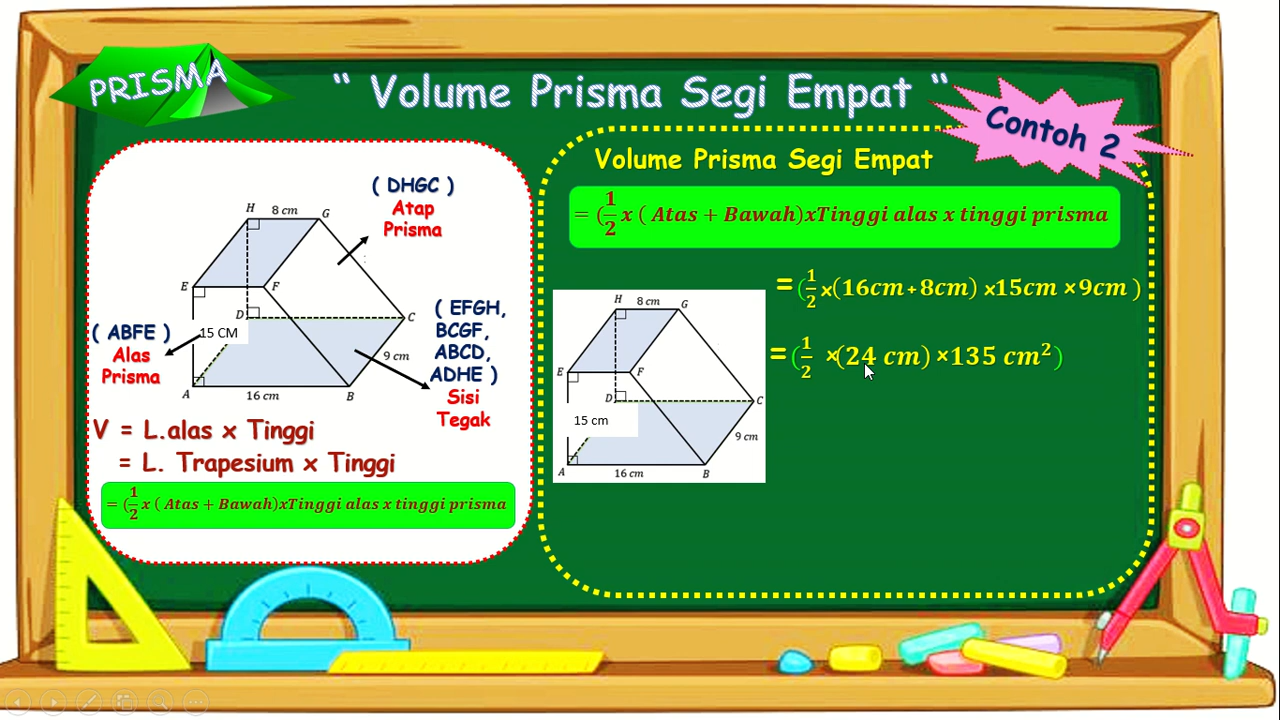 PRISMA
“ Volume Prisma Segi Empat “
Contoh 2
( DHGC )
Atap
Prisma
H 8 cm G
E F
D C
15 CM
9 cm
A 16 cm B
( ABFE )
Alas
Prisma
( EFGH,
BCGF,
ABCD,
ADHE )
Sisi
Tegak
V = L.alas x Tinggi
= L. Trapesium x Tinggi
= (1/2 x ( Atas + Bawah)xTinggi alas x tinggi prisma
Volume Prisma Segi Empat
= (1/2 x ( Atas + Bawah)xTinggi alas x tinggi prisma
H 8 cm G
E F
D C
15 cm
9 cm
A 16 cm B
= (1/2 ×(16cm+8cm) ×15cm ×9cm )
= (1/2 ×(24 cm) ×135 cm²)